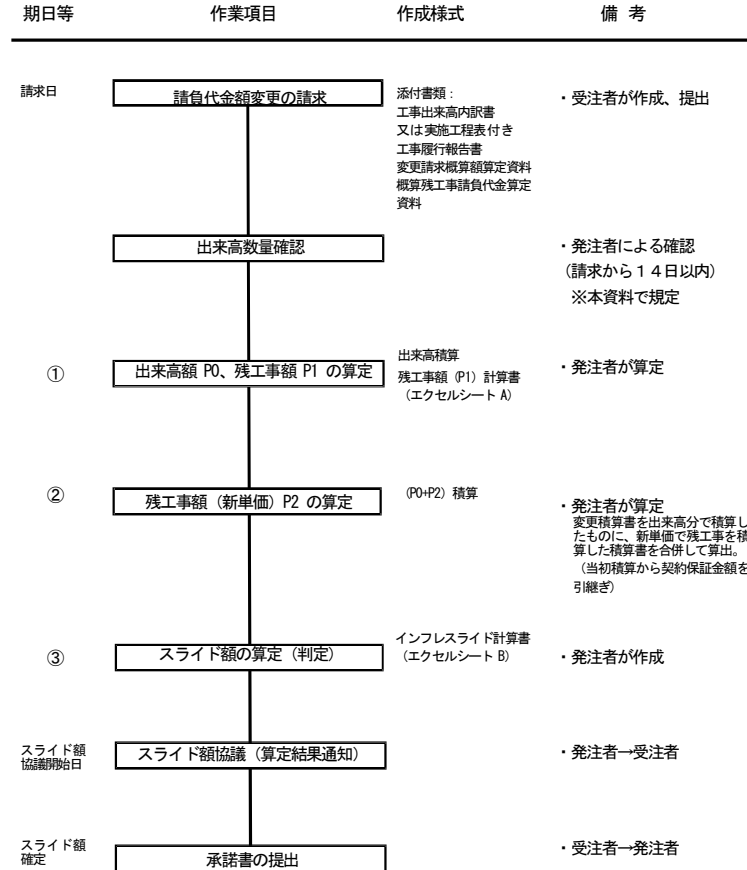 期日等 作業項目 作成様式 備 考
請求日 請負代金額変更の請求
添付書類：
工事出来高内訳書
又は実施工程表付き
工事履行報告書
変更請求概算額算定資料
概算残工事請負代金算定
資料
・受注者が作成、提出
出来高数量確認
・発注者による確認
（請求から１４日以内）
※本資料で規定
① 出来高額 P0、残工事額 P1 の算定
出来高積算
残工事額（P1）計算書
（エクセルシート A）
・発注者が算定
② 残工事額（新単価）P2 の算定
(P0+P2）積算
・発注者が算定
変更積算書を出来高分で積算し
たものに、新単価で残工事を積
算した積算書を合併して算出。
（当初積算から契約保証金額を
引継ぎ）
③ スライド額の算定（判定）
インフレスライド計算書
（エクセルシート B）
・発注者が作成
スライド額
協議開始日
スライド額協議（算定結果通知）
・発注者→受注者
スライド額
確定
承諾書の提出
・受注者→発注者